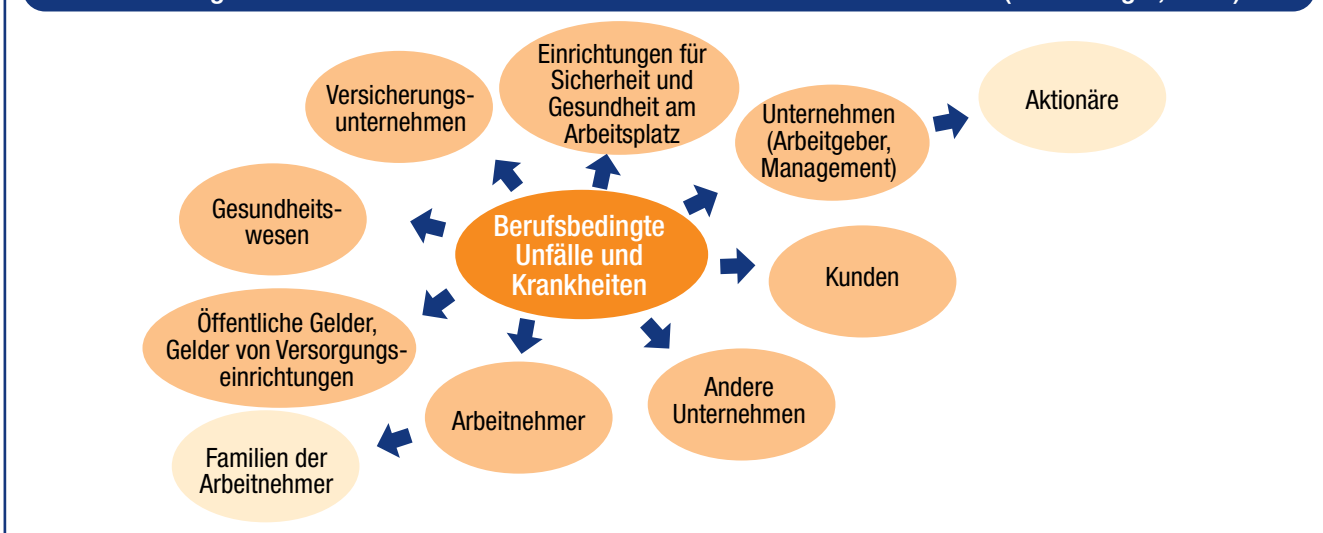 Einrichtungen für
Sicherheit und
Gesundheit am
Arbeitsplatz
Versicherungs-
unternehmen
Unternehmen
(Arbeitgeber,
Management)
Aktionäre
Gesundheits-
wesen
Berufsbedingte
Unfälle und
Krankheiten
Kunden
Öffentliche Gelder,
Gelder von Versorgungs-
einrichtungen
Andere
Unternehmen
Arbeitnehmer
Familien der
Arbeitnehmer